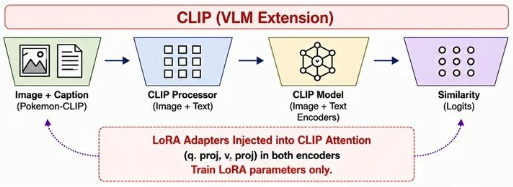 CLIP (VLM Extension)
Image + Caption
(Pokemon-CLIP)
CLIP Processor
(Image + Text)
CLIP Model
(Image + Text
Encoders)
Similarity
(Logits)
LoRA Adapters Injected into CLIP Attention
(q. proj, v, proj) in both encoders
Train LoRA parameters only.